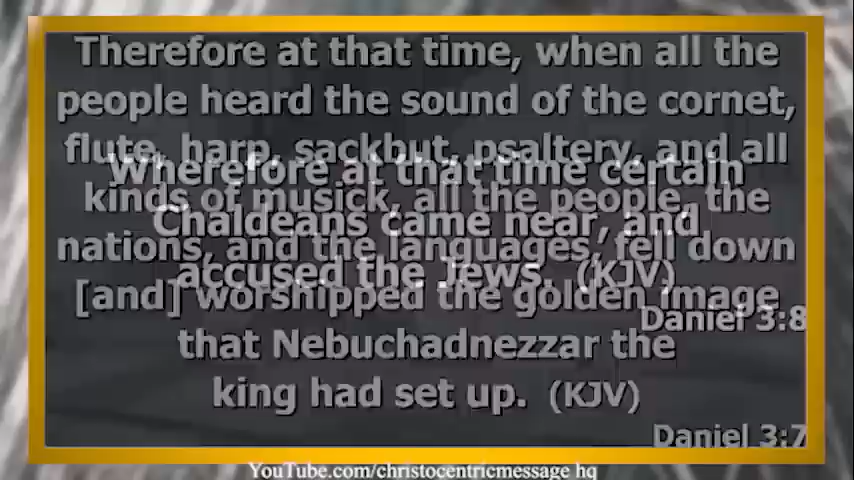 Therefore at that time, when all the
people heard the sound of the cornet,
flute, harp, sackbut, psaltery, and all
kinds of musick, all the people, the
nations, and the languages, fell down
[and] worshipped the golden image
that Nebuchadnezzar the
king had set up. (KJV)
Daniel 3:7
Wherefore at that time certain
Chaldeans came near, and
accused the Jews. (KJV)
Daniel 3:8
YouTube.com/christocentricmessage hq